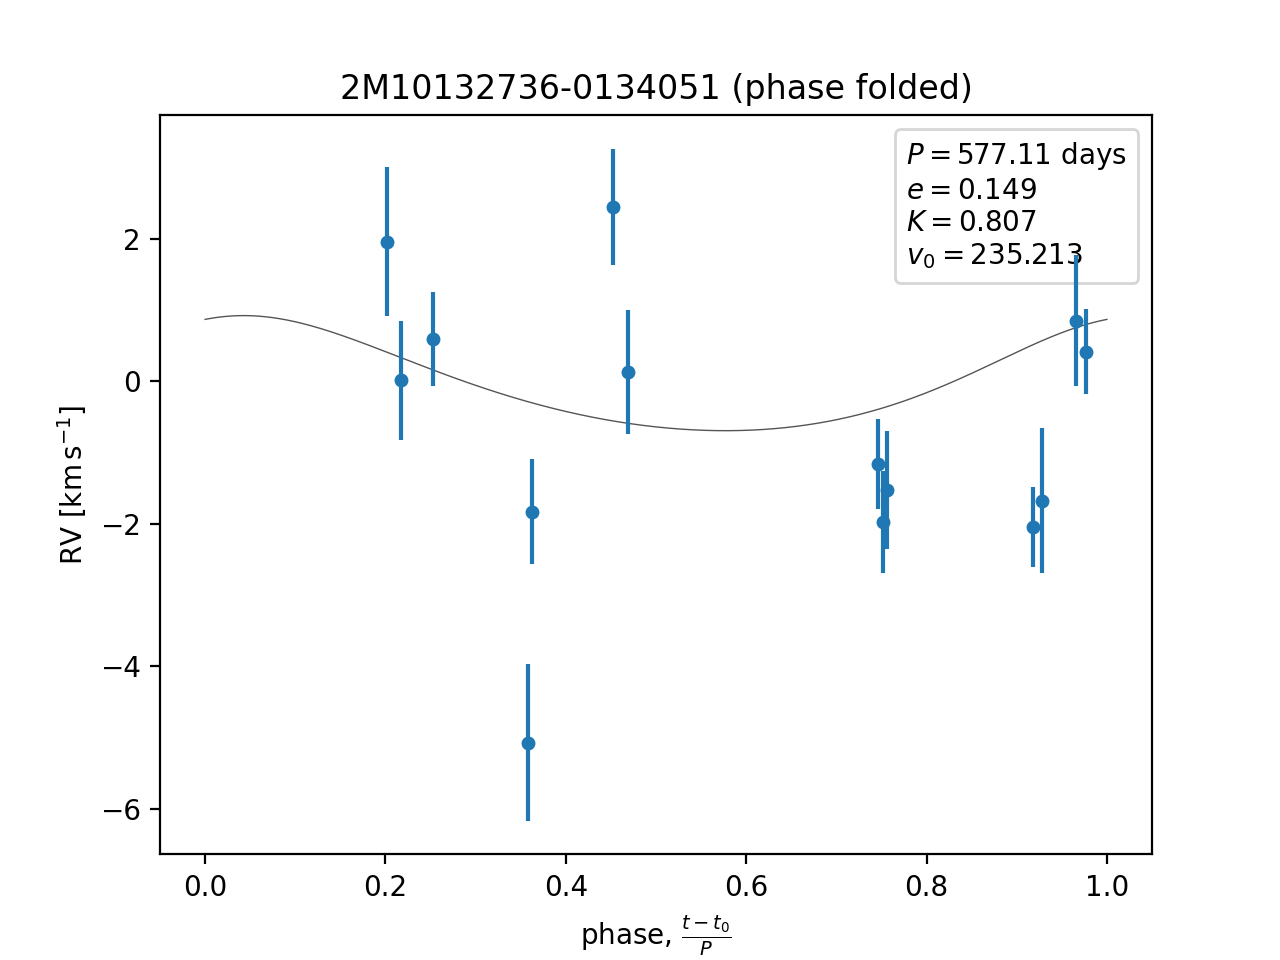 2M10132736-0134051 (phase folded)
P = 577.11 days
e = 0.149
K = 0.807
v₀ = 235.213
2
0
−2
−4
−6
RV [km s⁻¹]
0.0 0.2 0.4 0.6 0.8 1.0
phase, (t − t₀)/P